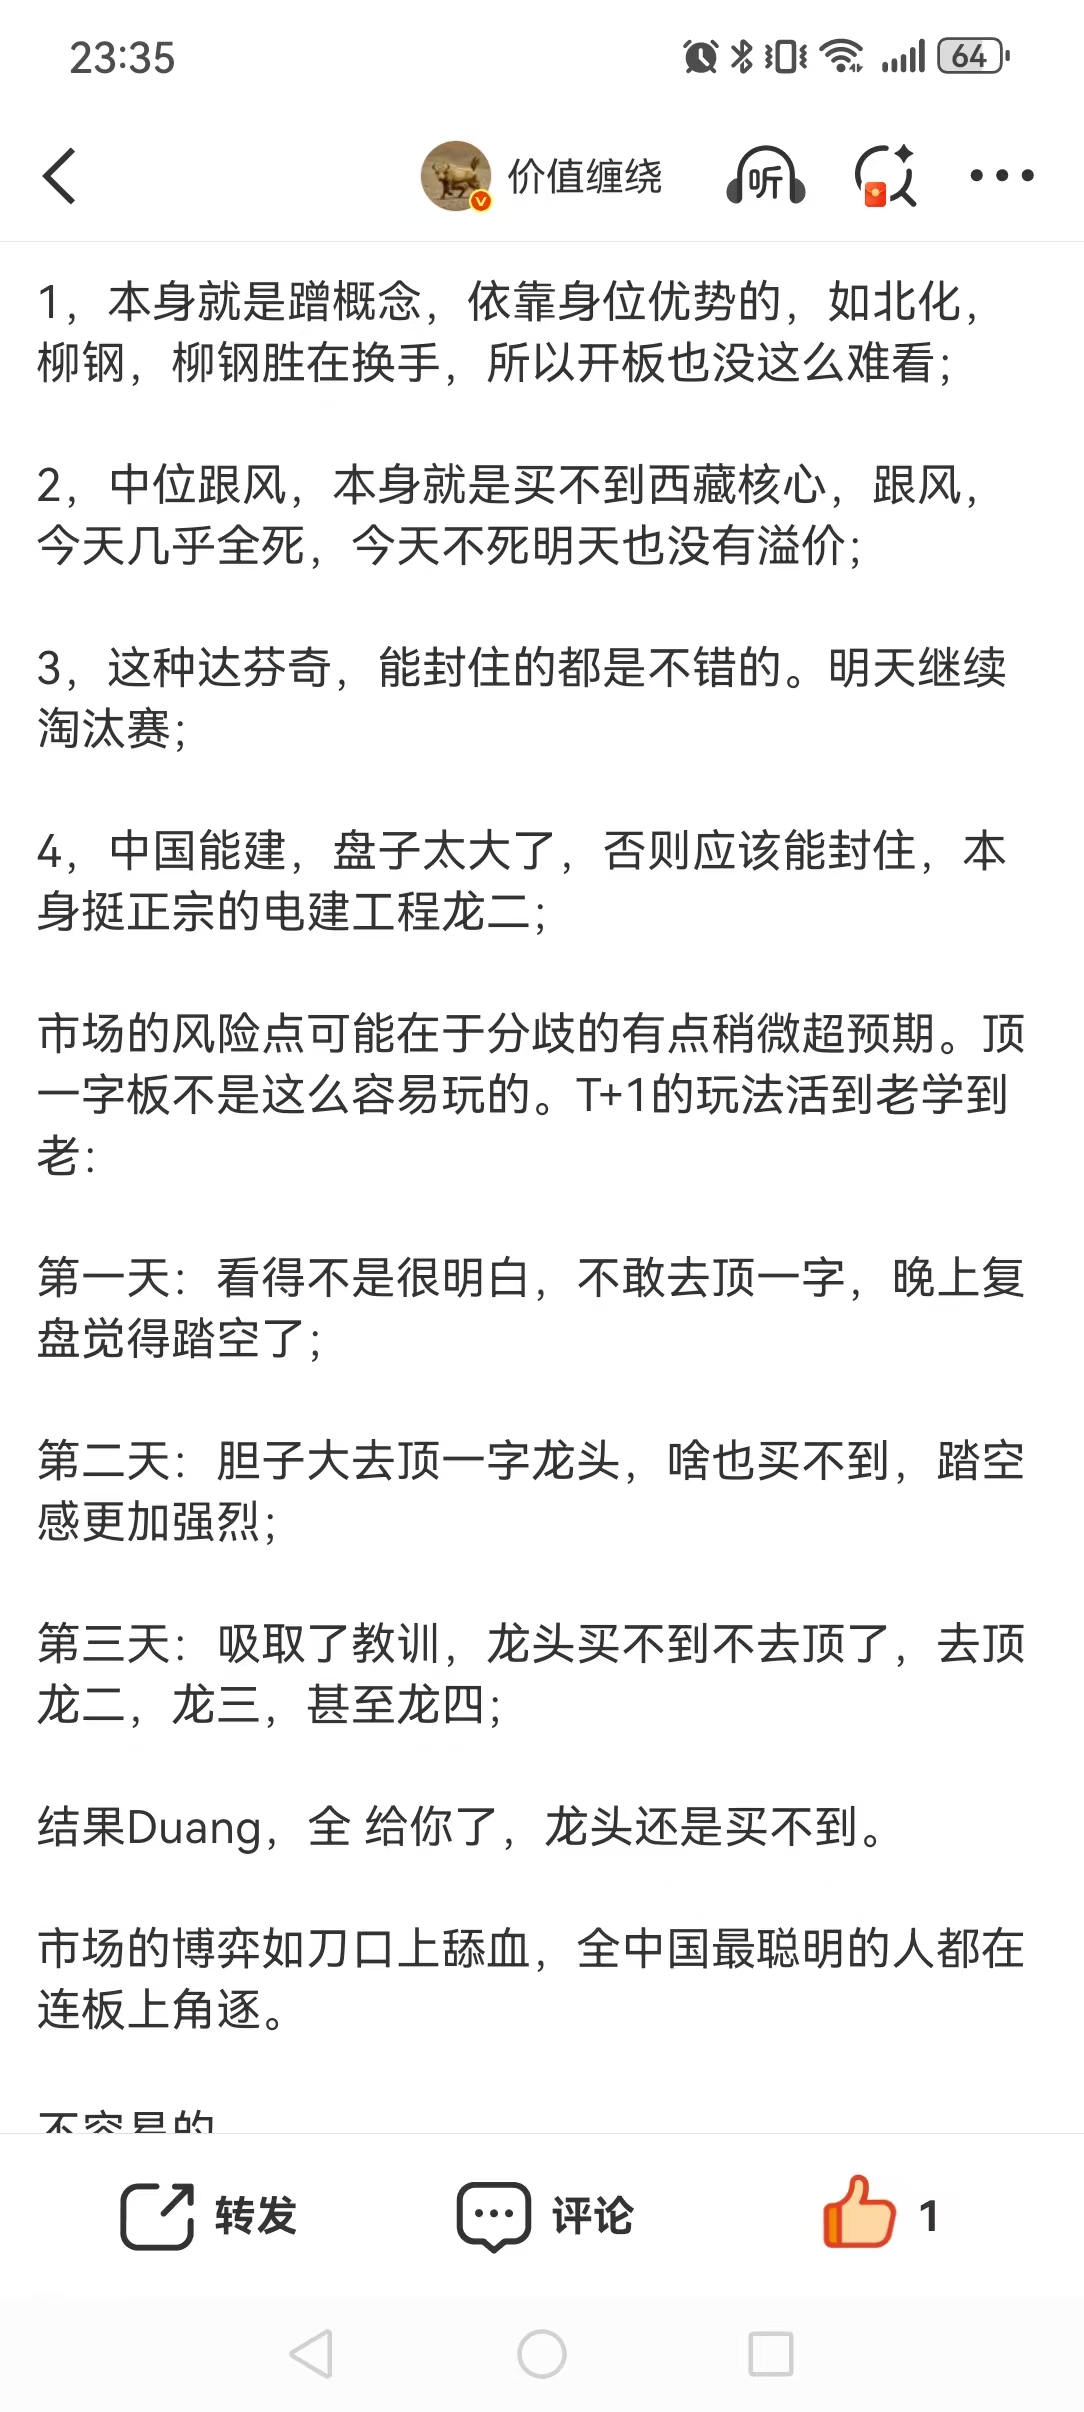 23:35
64
价值缠绕
听
1，本身就是蹭概念，依靠身位优势的，如北化，
柳钢，柳钢胜在换手，所以开板也没这么难看；
2，中位跟风，本身就是买不到西藏核心，跟风，
今天几乎全死，今天不死明天也没有溢价；
3，这种达芬奇，能封住的都是不错的。明天继续
淘汰赛；
4，中国能建，盘子太大了，否则应该能封住，本
身挺正宗的电建工程龙二；
市场的风险点可能在于分歧的有点稍微超预期。顶
一字板不是这么容易玩的。T+1的玩法活到老学到
老：
第一天：看得不是很明白，不敢去顶一字，晚上复
盘觉得踏空了；
第二天：胆子大去顶一字龙头，啥也买不到，踏空
感更加强烈；
第三天：吸取了教训，龙头买不到不去顶了，去顶
龙二，龙三，甚至龙四；
结果Duang，全 给你了，龙头还是买不到。
市场的博弈如刀口上舔血，全中国最聪明的人都在
连板上角逐。
不容易的
转发
评论
1